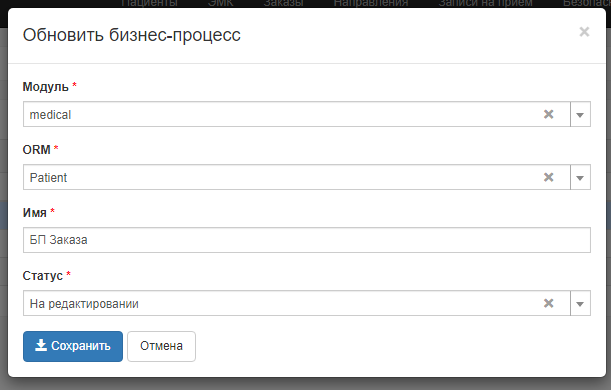 Пациенты ЭМК Заказы Направления Записи на прием Безопас
Обновить бизнес-процесс ×
Модуль *
medical
ORM *
Patient
Имя *
БП Заказа
Статус *
На редактировании
Сохранить Отмена